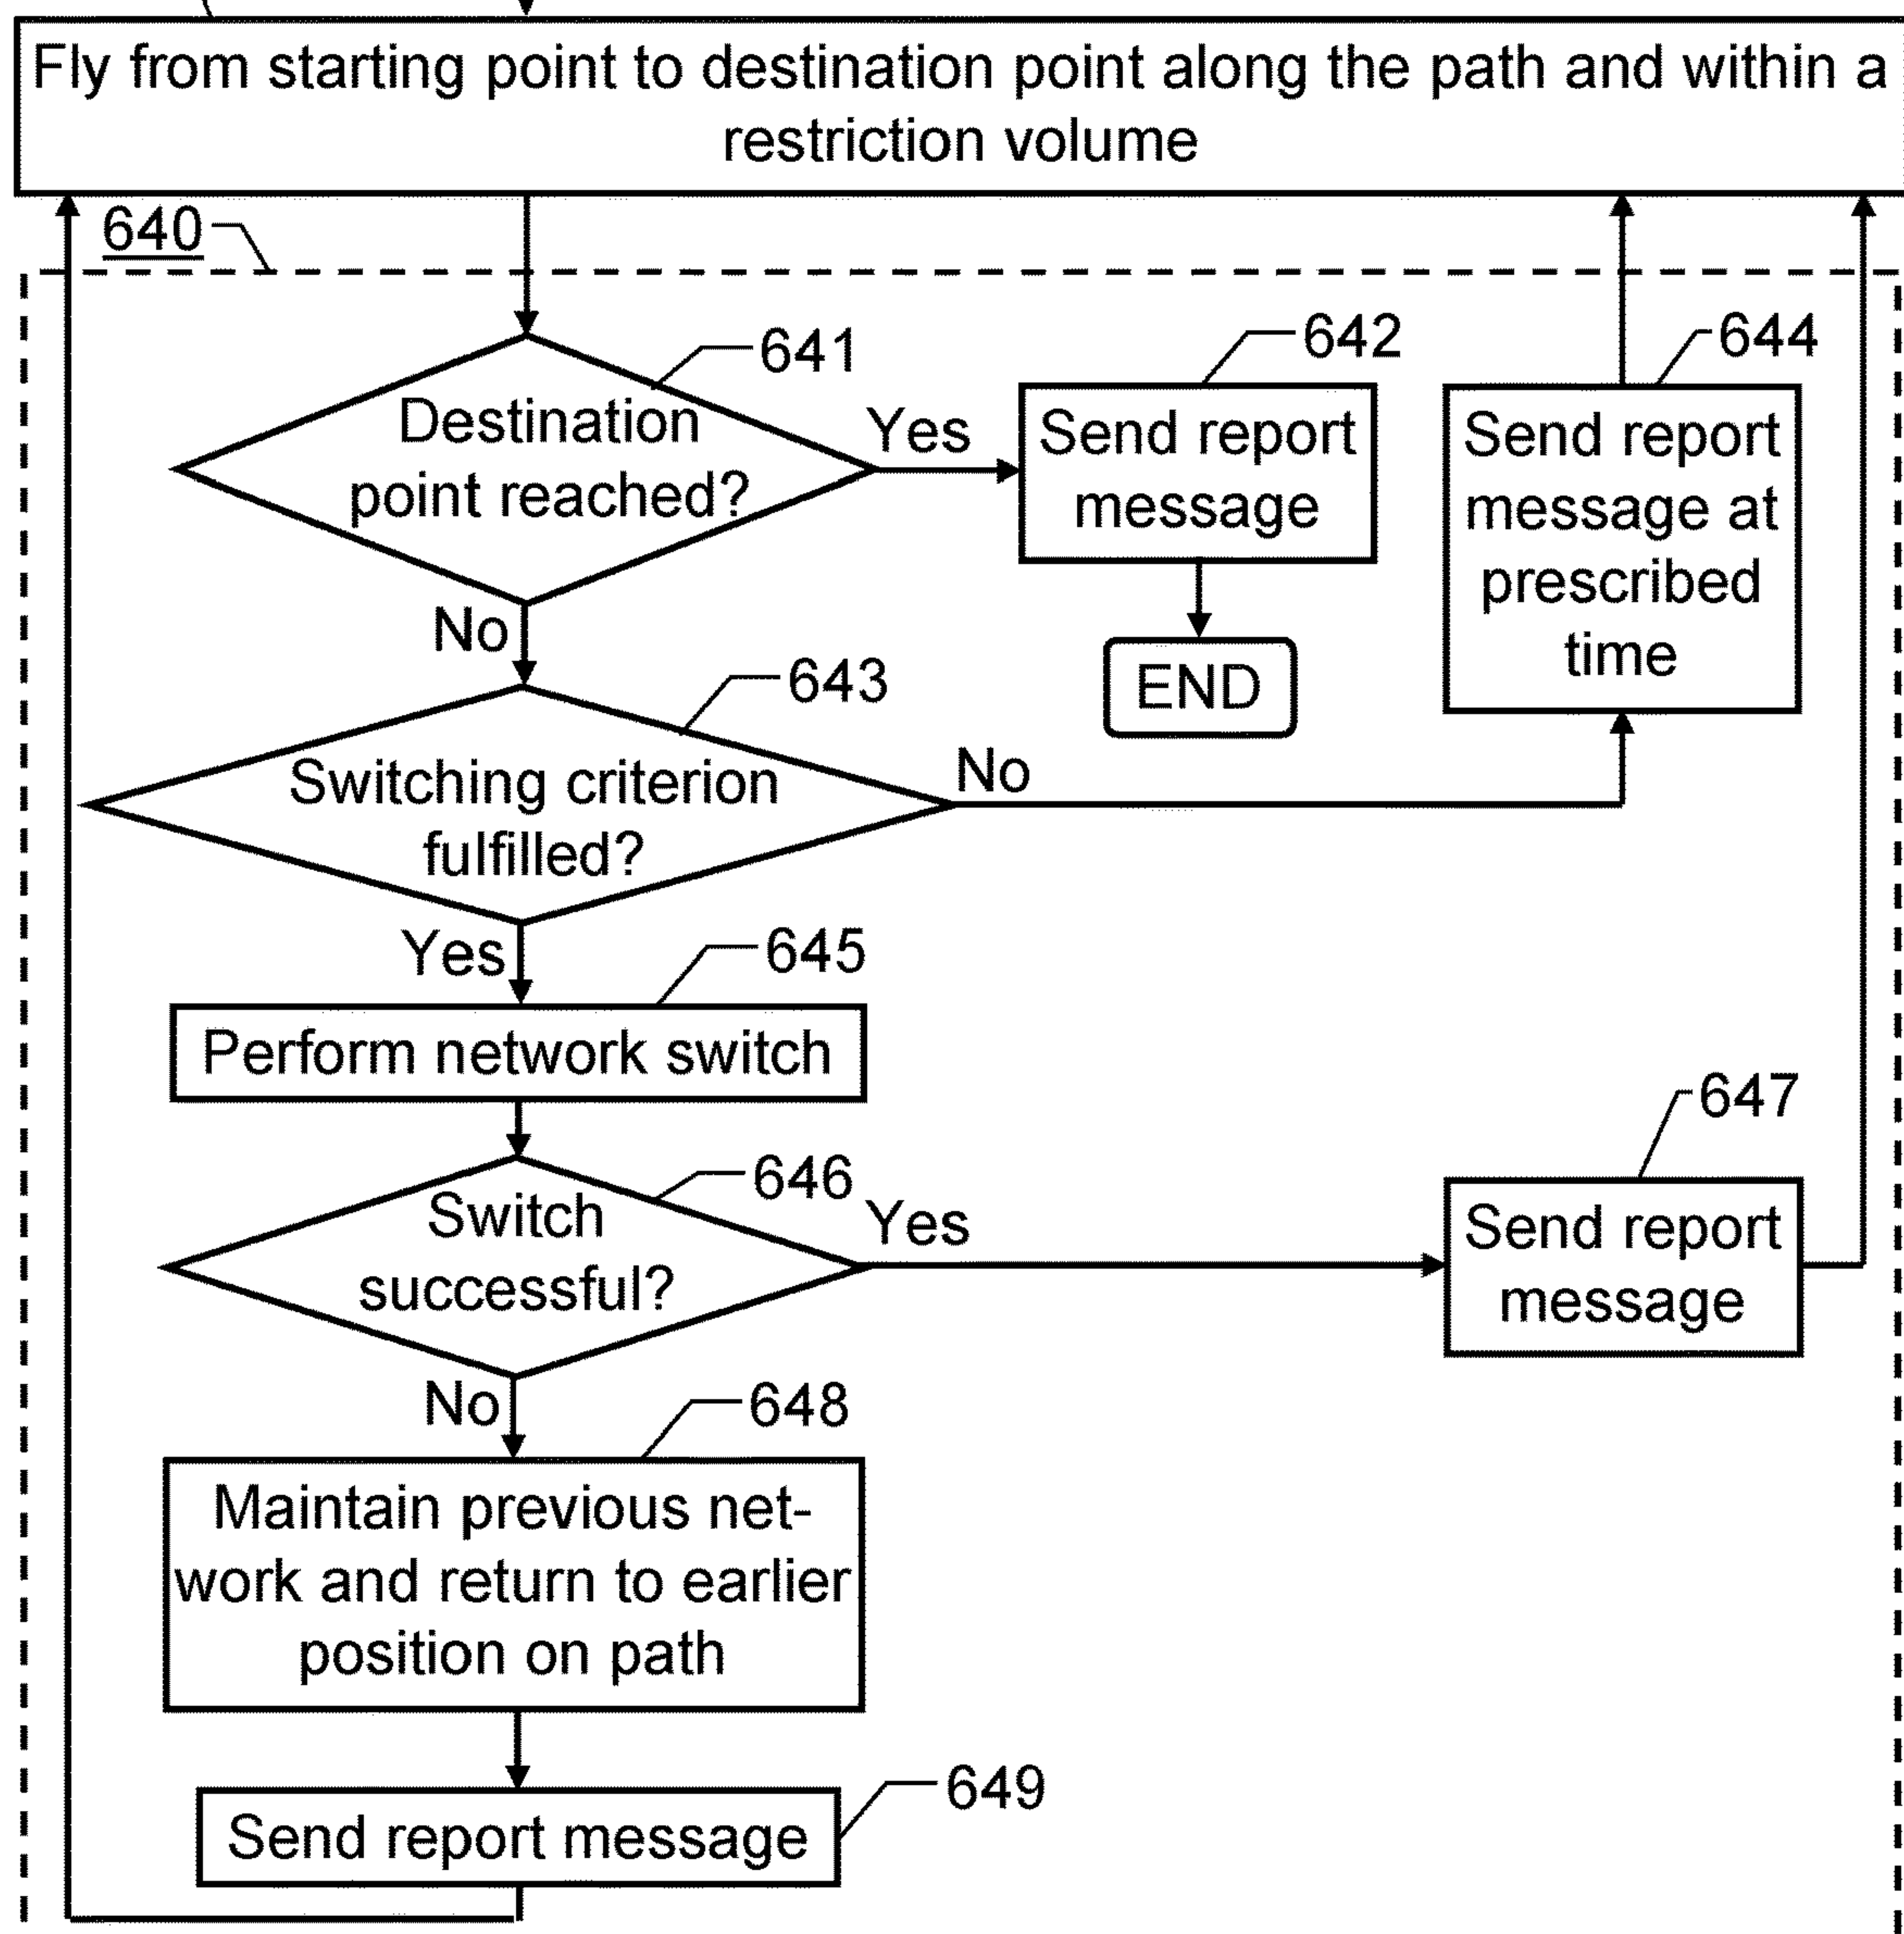 Fly from starting point to destination point along the path and within a
restriction volume
640
641
Destination
point reached?
Yes
642
Send report
message
END
644
Send report
message at
prescribed
time
No
643
Switching criterion
fulfilled?
No
Yes
645
Perform network switch
646
Switch
successful?
Yes
647
Send report
message
No
648
Maintain previous net-
work and return to earlier
position on path
649
Send report message